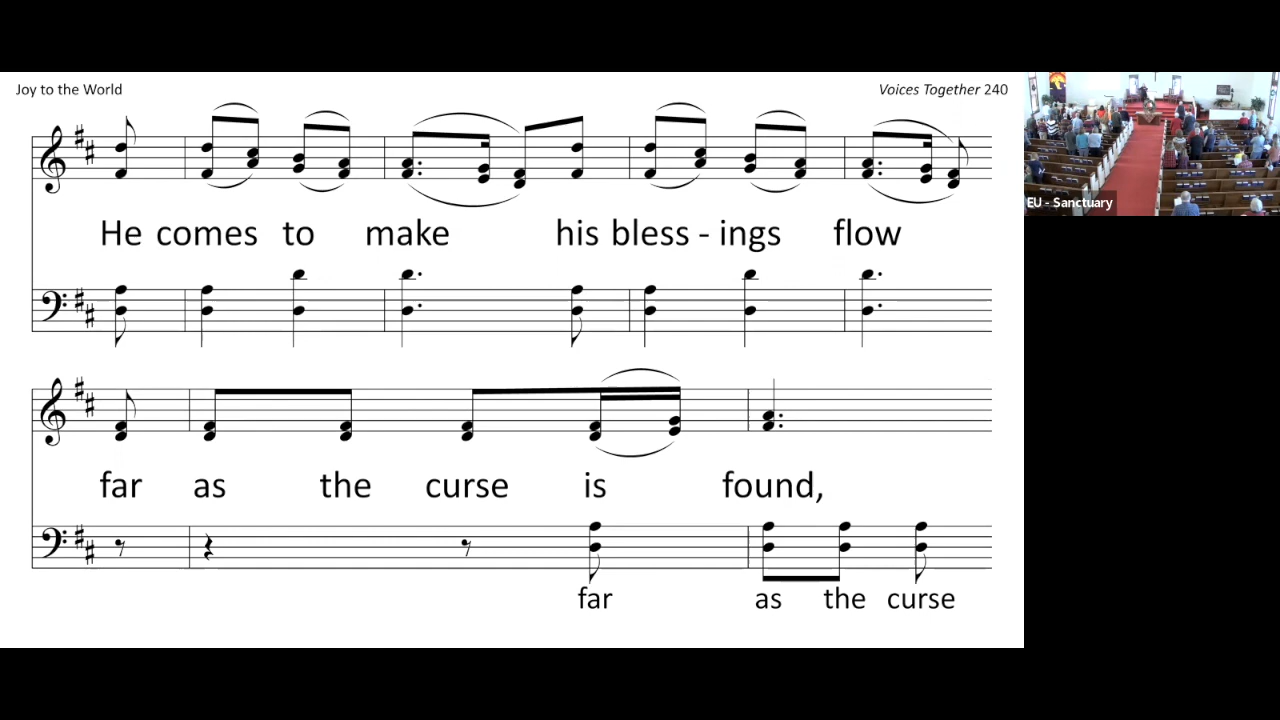 Joy to the World
Voices Together 240
He comes to make his bless - ings flow
far as the curse is found,
far as the curse
EU - Sanctuary